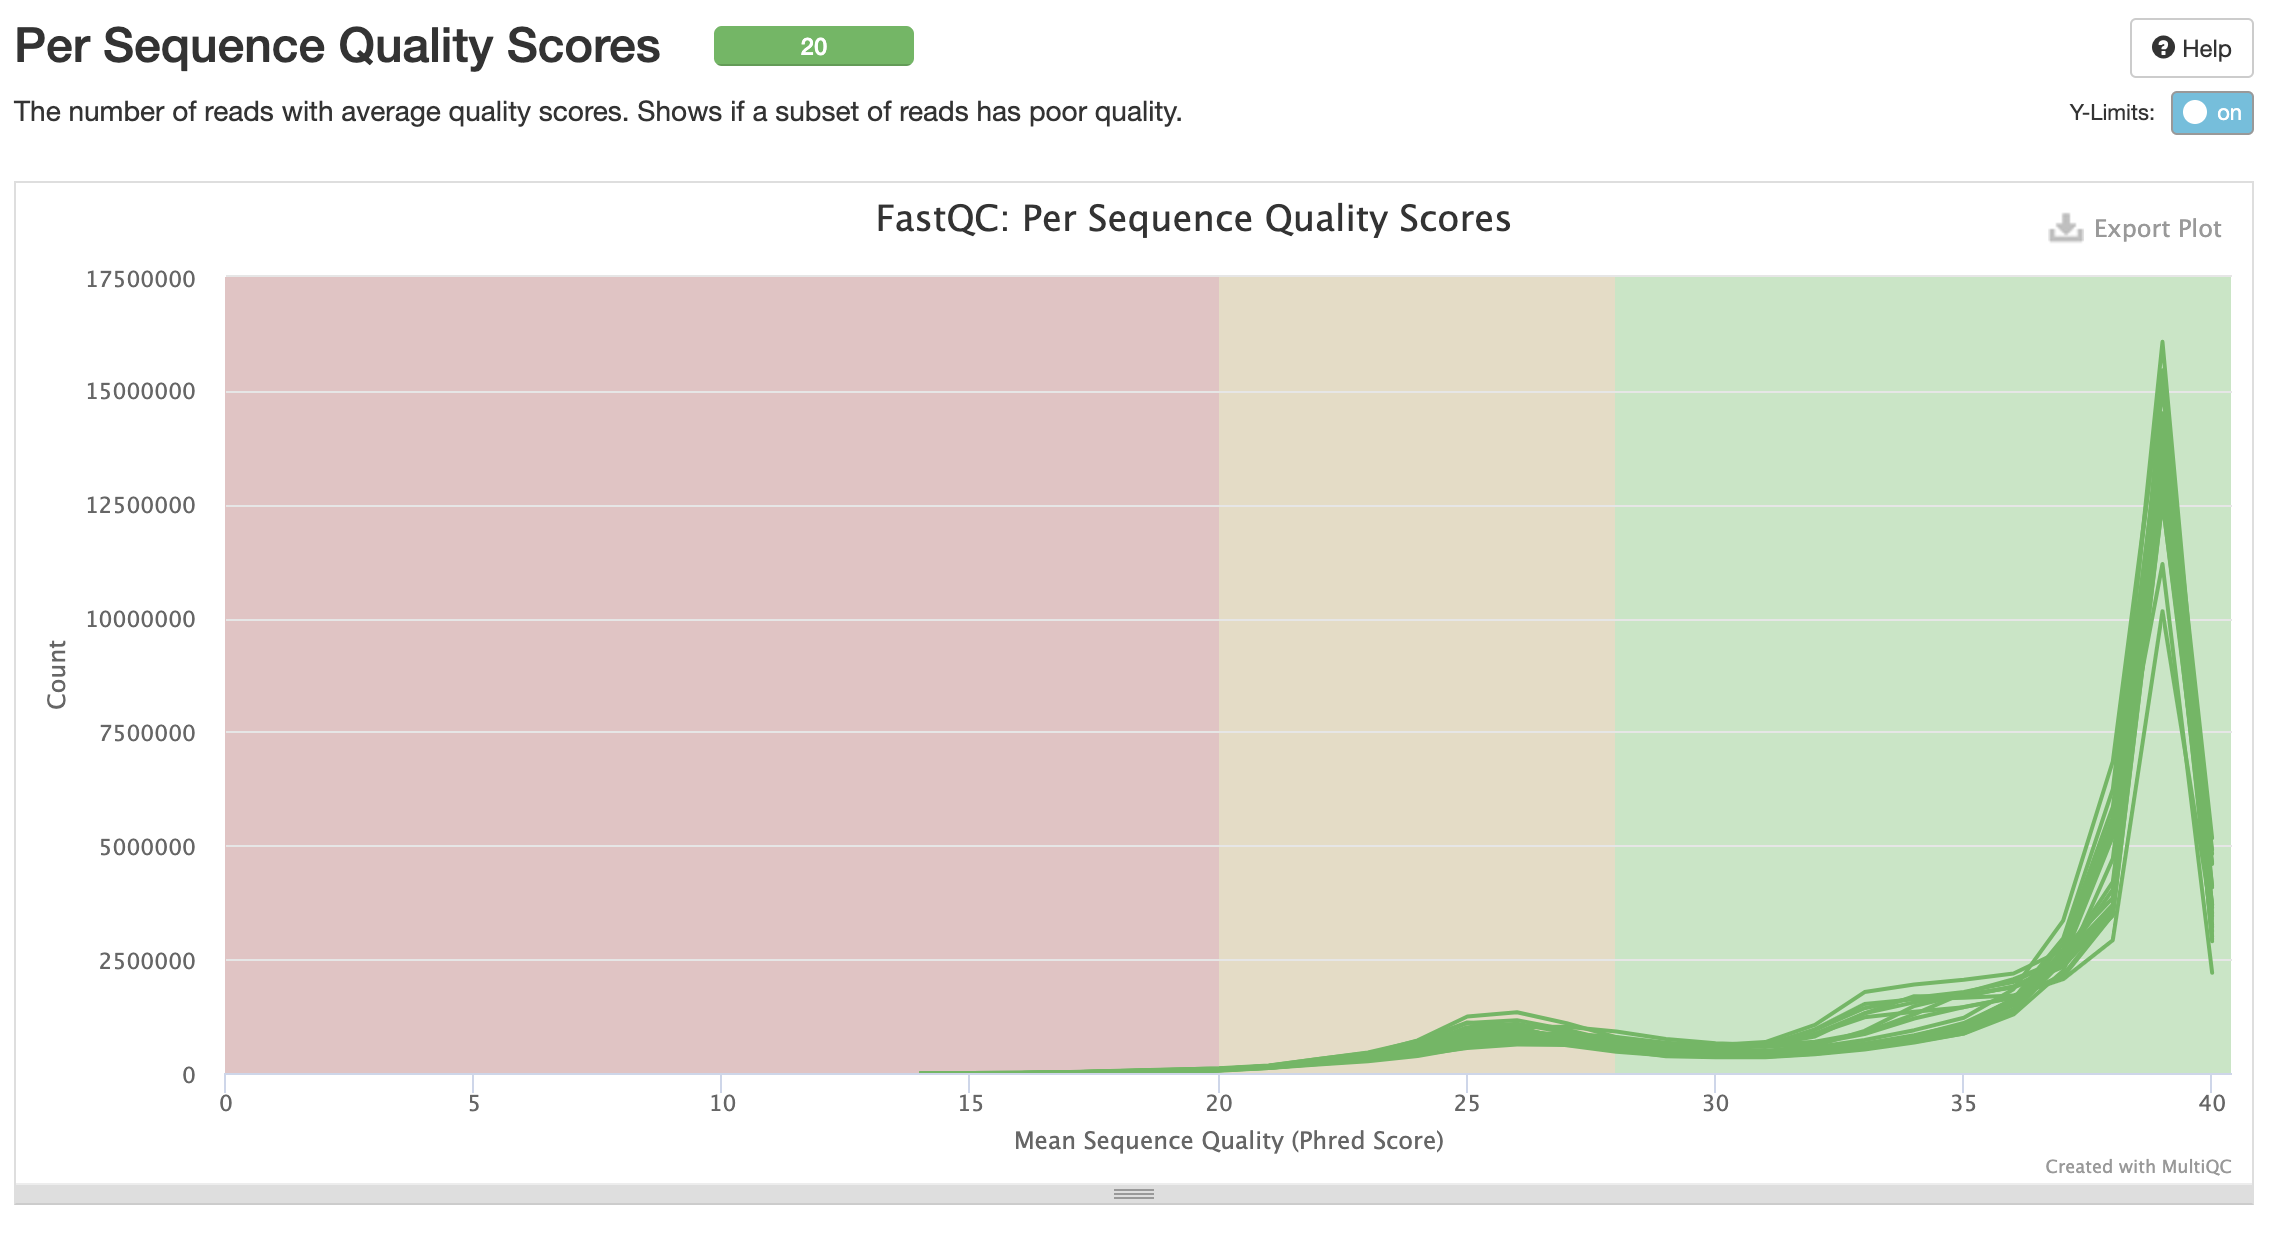 Per Sequence Quality Scores
20
Help
The number of reads with average quality scores. Shows if a subset of reads has poor quality.
Y-Limits:
on
FastQC: Per Sequence Quality Scores
Export Plot
17500000
15000000
12500000
10000000
7500000
5000000
2500000
0
Count
0 5 10 15 20 25 30 35 40
Mean Sequence Quality (Phred Score)
Created with MultiQC